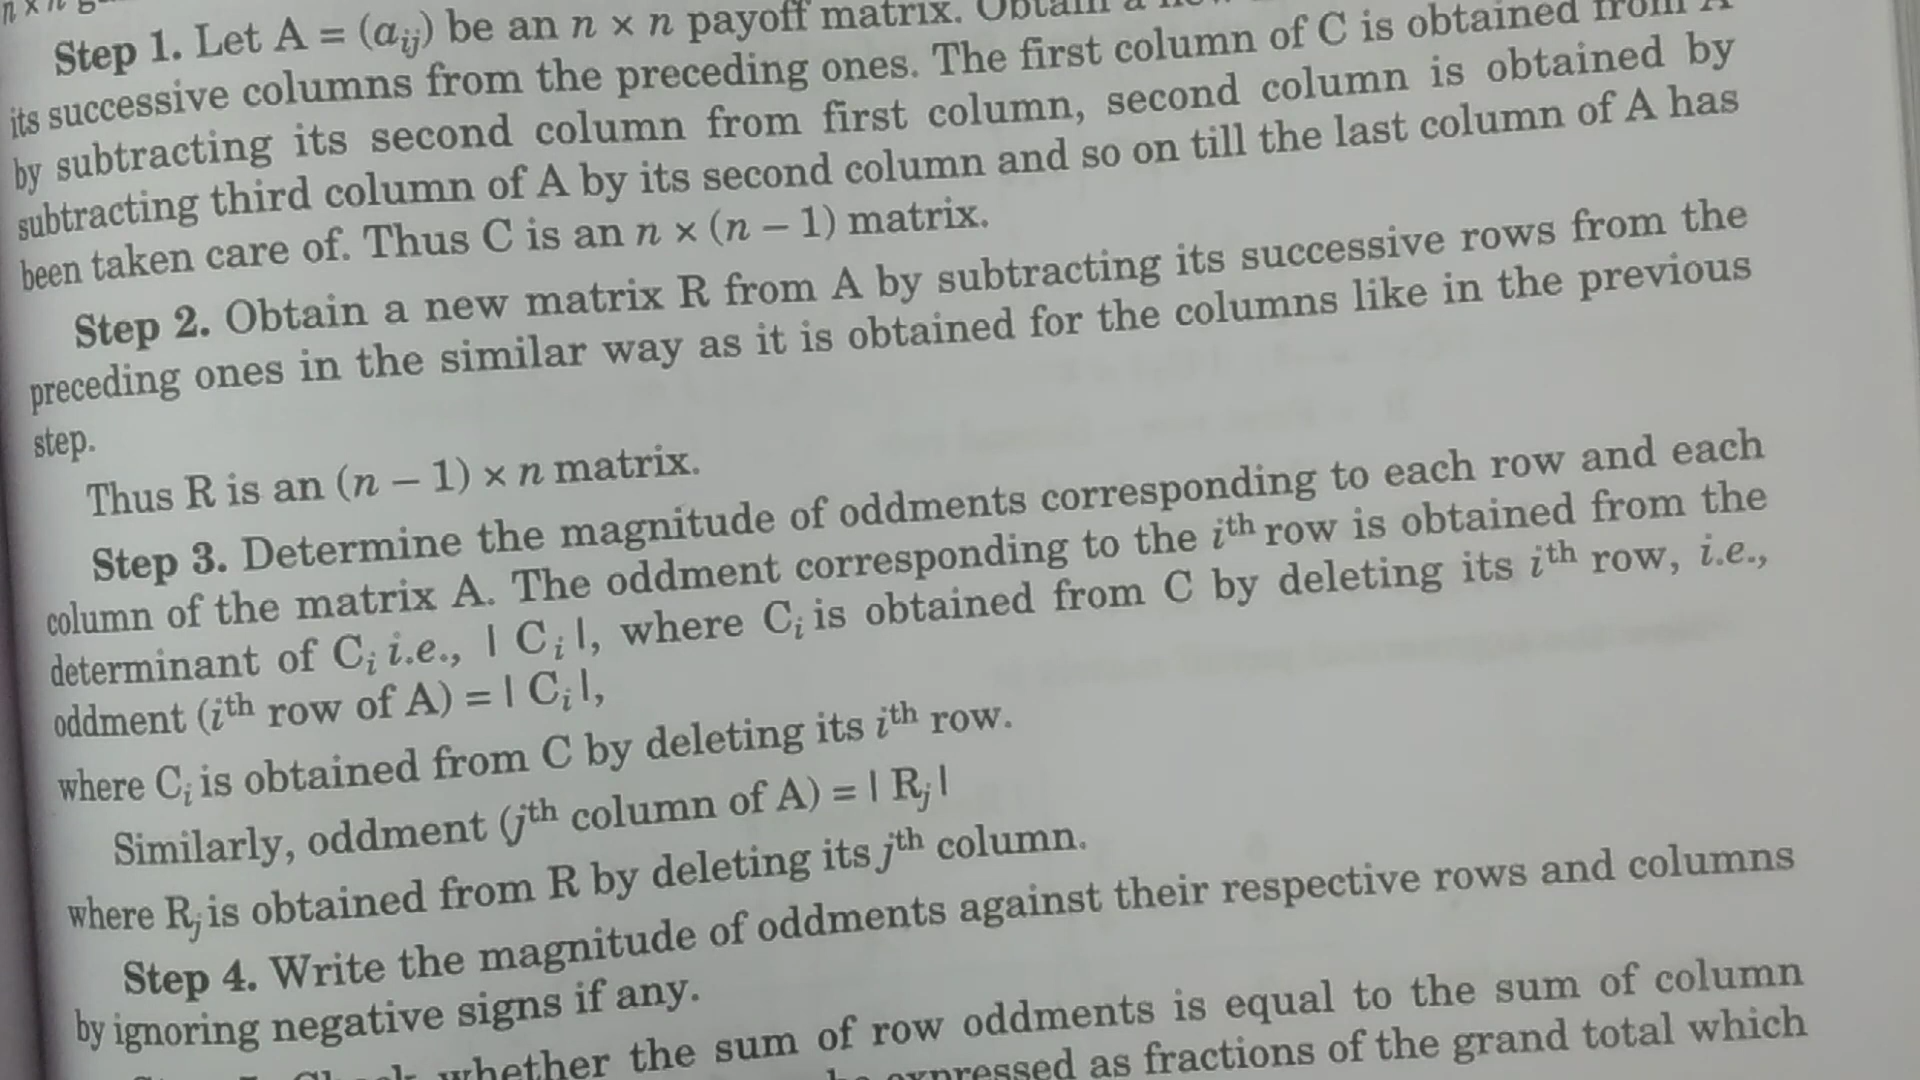 n × n
Step 1. Let A = (aij) be an n × n payoff matrix. Obtain a new
its successive columns from the preceding ones. The first column of C is obtained from A
by subtracting its second column from first column, second column is obtained by
subtracting third column of A by its second column and so on till the last column of A has
been taken care of. Thus C is an n × (n – 1) matrix.
Step 2. Obtain a new matrix R from A by subtracting its successive rows from the
preceding ones in the similar way as it is obtained for the columns like in the previous
step.
Thus R is an (n – 1) × n matrix.
Step 3. Determine the magnitude of oddments corresponding to each row and each
column of the matrix A. The oddment corresponding to the ith row is obtained from the
determinant of Ci i.e., | Ci |, where Ci is obtained from C by deleting its ith row, i.e.,
oddment (ith row of A) = | Ci |,
where Ci is obtained from C by deleting its ith row.
Similarly, oddment (jth column of A) = | Rj |
where Rj is obtained from R by deleting its jth column.
Step 4. Write the magnitude of oddments against their respective rows and columns
by ignoring negative signs if any.
whether the sum of row oddments is equal to the sum of column
expressed as fractions of the grand total which